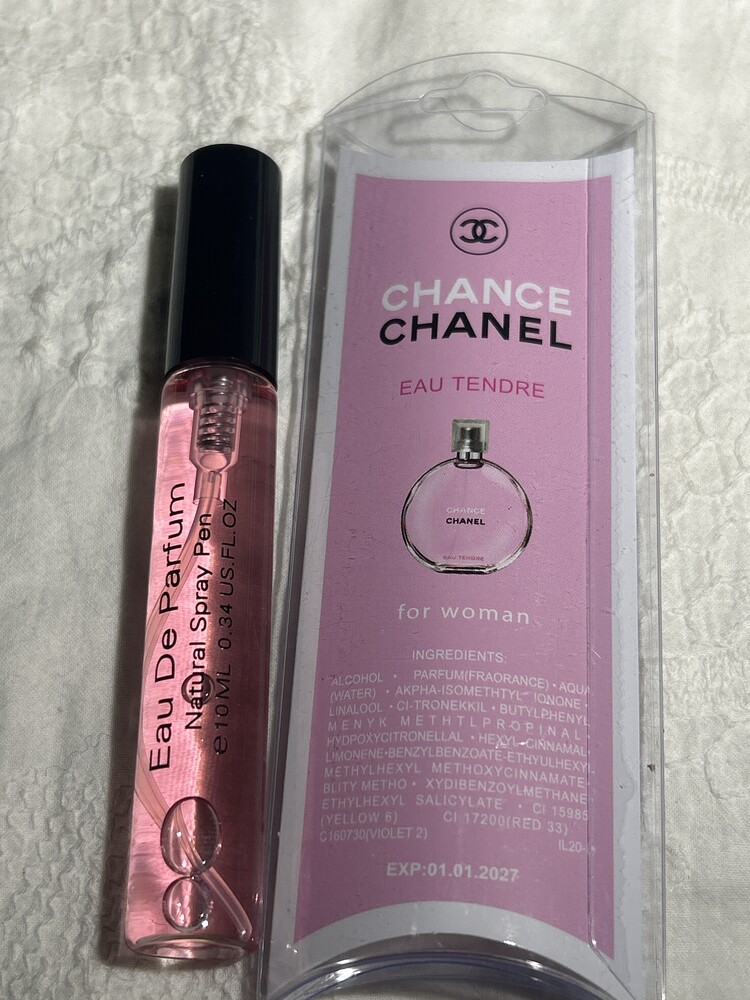 Eau De Parfum
Natural Spray Pen
e10ML 0.34 US.FL.OZ
CHANCE
CHANEL
EAU TENDRE
CHANCE
CHANEL
EAU TENDRE
for woman
INGREDIENTS:
ALCOHOL • PARFUM(FRAORANCE) • AQUA
(WATER) • AKPHA-ISOMETHTYL- IONONE •
LINALOOL • CI-TRONEKKIL • BUTYLPHENYL
MENYK METHTLPROPINAL•
HYDPOXYCITRONELLAL • HEXYL-CINNAMAL•
LIMONENE•BENZYLBENZOATE-ETHYULHEXYL
METHYLHEXYL METHOXYCINNAMATE•
BLITY METHO • XYDIBENZOYLMETHANE•
ETHYLHEXYL SALICYLATE • CI 15985
(YELLOW 6) CI 17200(RED 33)
C160730(VIOLET 2)
IL20-
EXP:01.01.2027